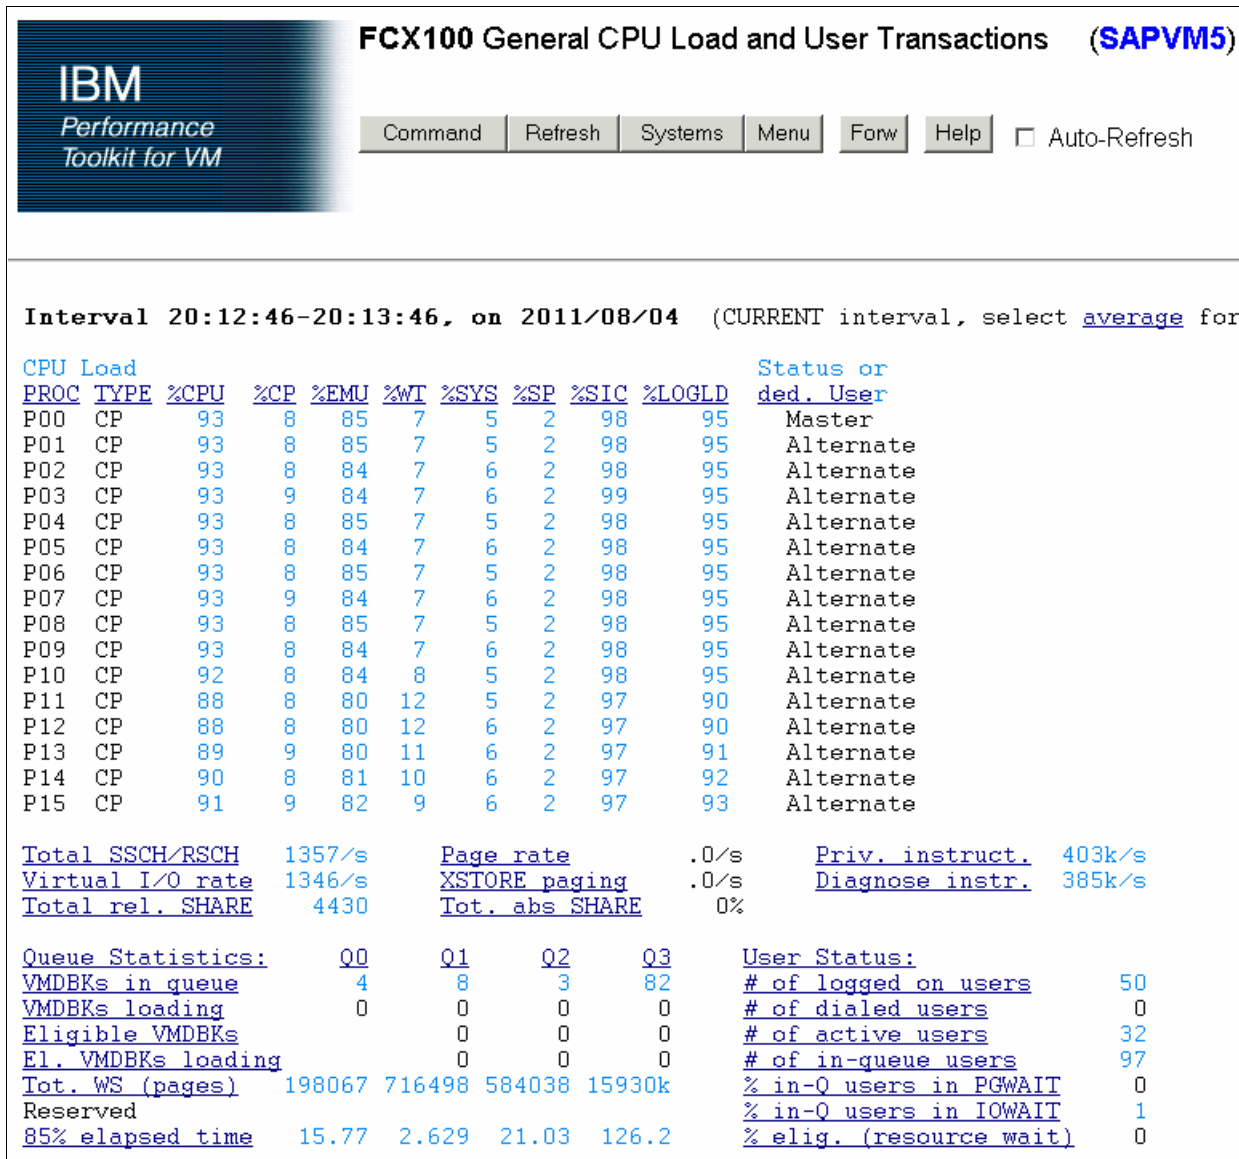 FCX100 General CPU Load and User Transactions (SAPVM5)
IBM
Performance
Toolkit for VM
Command Refresh Systems Menu Forw Help Auto-Refresh
Interval 20:12:46-20:13:46, on 2011/08/04 (CURRENT interval, select average for
CPU Load Status or
PROC TYPE %CPU %CP %EMU %WT %SYS %SP %SIC %LOGLD ded. User
P00 CP 93 8 85 7 5 2 98 95 Master
P01 CP 93 8 85 7 5 2 98 95 Alternate
P02 CP 93 8 84 7 6 2 98 95 Alternate
P03 CP 93 9 84 7 6 2 99 95 Alternate
P04 CP 93 8 85 7 5 2 98 95 Alternate
P05 CP 93 8 84 7 6 2 98 95 Alternate
P06 CP 93 8 85 7 5 2 98 95 Alternate
P07 CP 93 9 84 7 6 2 98 95 Alternate
P08 CP 93 8 85 7 5 2 98 95 Alternate
P09 CP 93 8 84 7 6 2 98 95 Alternate
P10 CP 92 8 84 8 5 2 98 95 Alternate
P11 CP 88 8 80 12 5 2 97 90 Alternate
P12 CP 88 8 80 12 6 2 97 90 Alternate
P13 CP 89 9 80 11 6 2 97 91 Alternate
P14 CP 90 8 81 10 6 2 97 92 Alternate
P15 CP 91 9 82 9 6 2 97 93 Alternate
Total SSCH/RSCH 1357/s Page rate .0/s Priv. instruct. 403k/s
Virtual I/O rate 1346/s XSTORE paging .0/s Diagnose instr. 385k/s
Total rel. SHARE 4430 Tot. abs SHARE 0%
Queue Statistics: Q0 Q1 Q2 Q3 User Status:
VMDBKs in queue 4 8 3 82 # of logged on users 50
VMDBKs loading 0 0 0 0 # of dialed users 0
Eligible VMDBKs 0 0 0 # of active users 32
El. VMDBKs loading 0 0 0 # of in-queue users 97
Tot. WS (pages) 198067 716498 584038 15930k % in-Q users in PGWAIT 0
Reserved % in-Q users in IOWAIT 1
85% elapsed time 15.77 2.629 21.03 126.2 % elig. (resource wait) 0